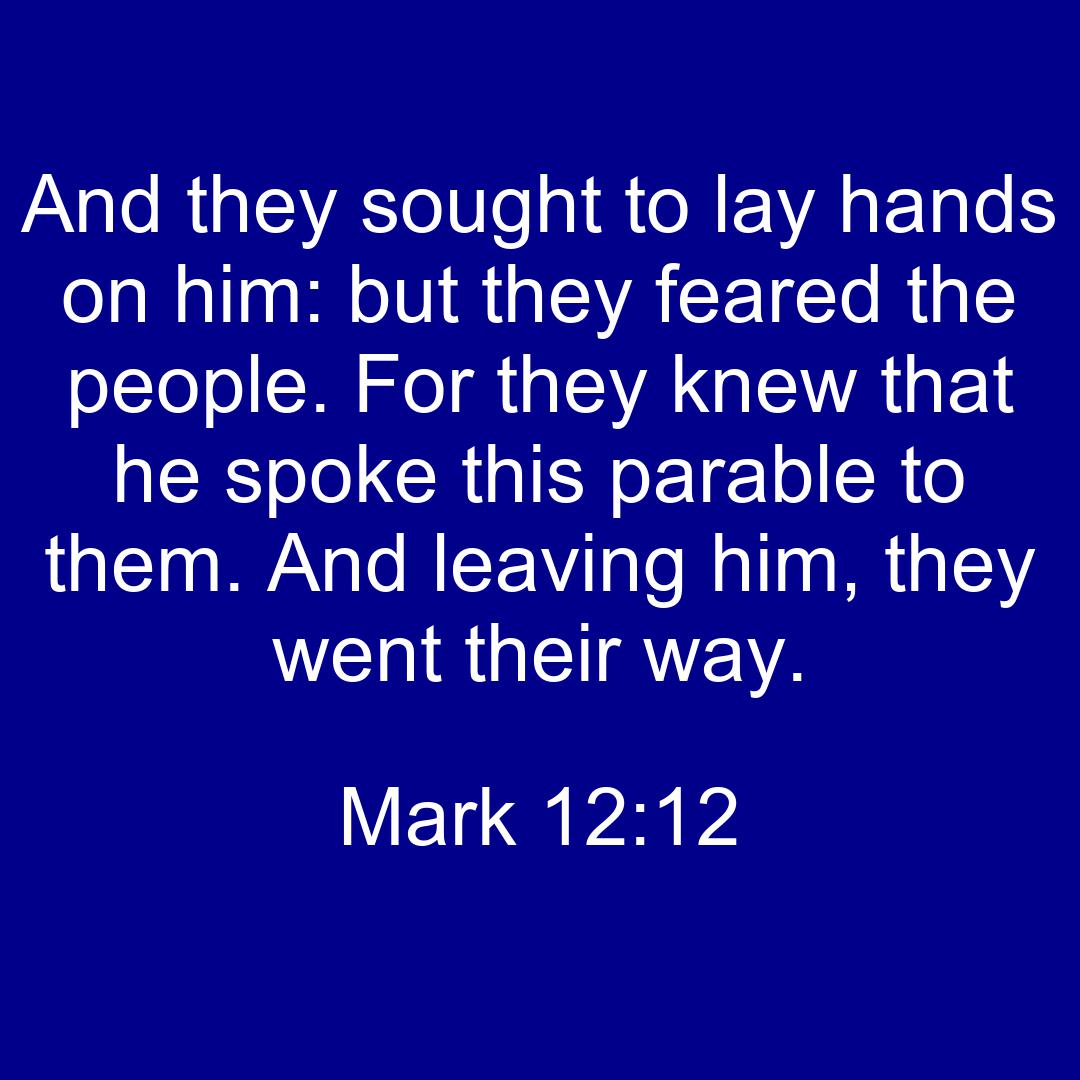 And they sought to lay hands
on him: but they feared the
people. For they knew that
he spoke this parable to
them. And leaving him, they
went their way.
Mark 12:12